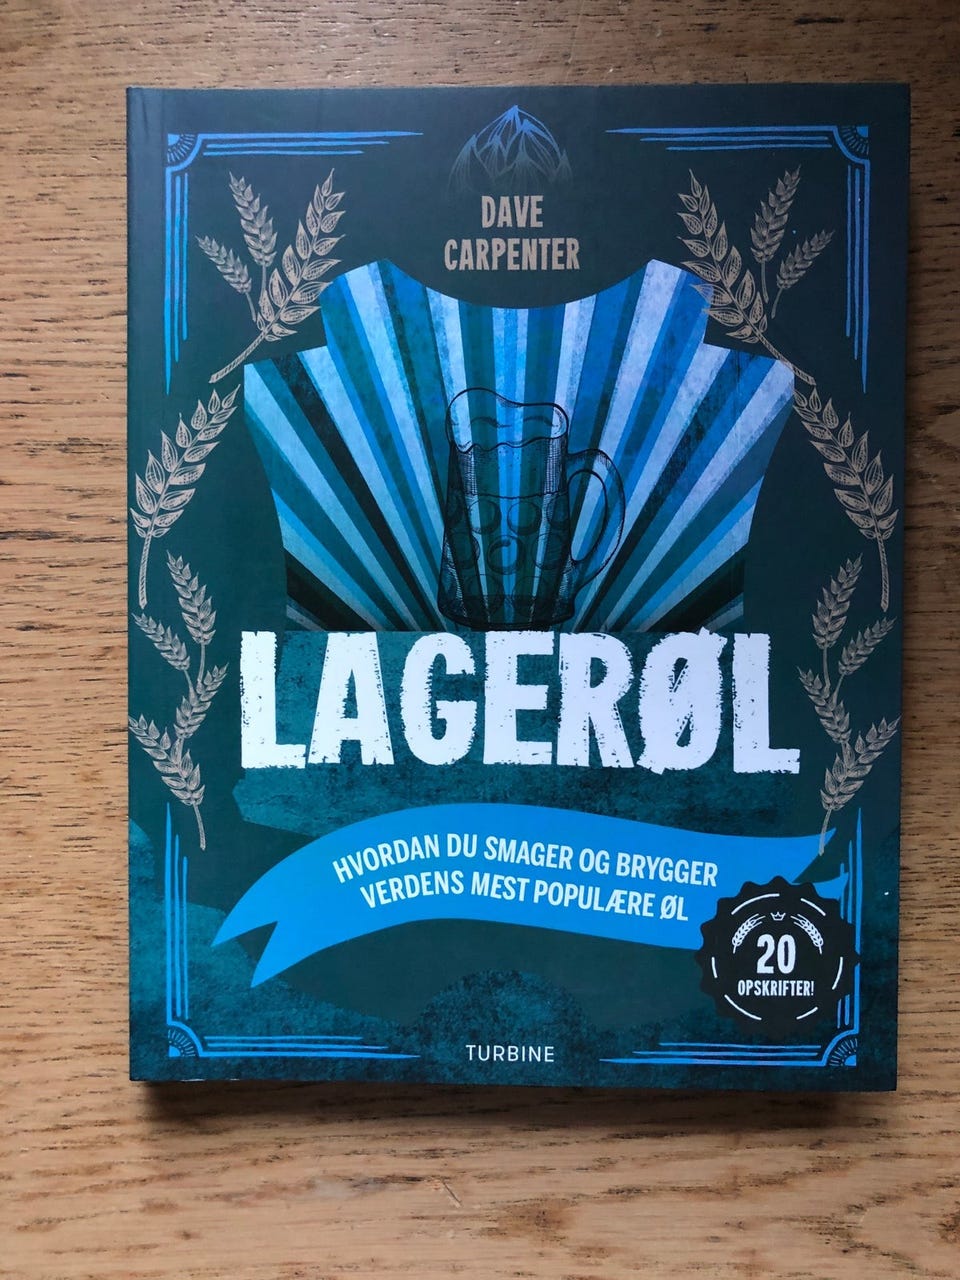 DAVE
CARPENTER
LAGERØL
HVORDAN DU SMAGER OG BRYGGER
VERDENS MEST POPULÆRE ØL
20
OPSKRIFTER!
TURBINE